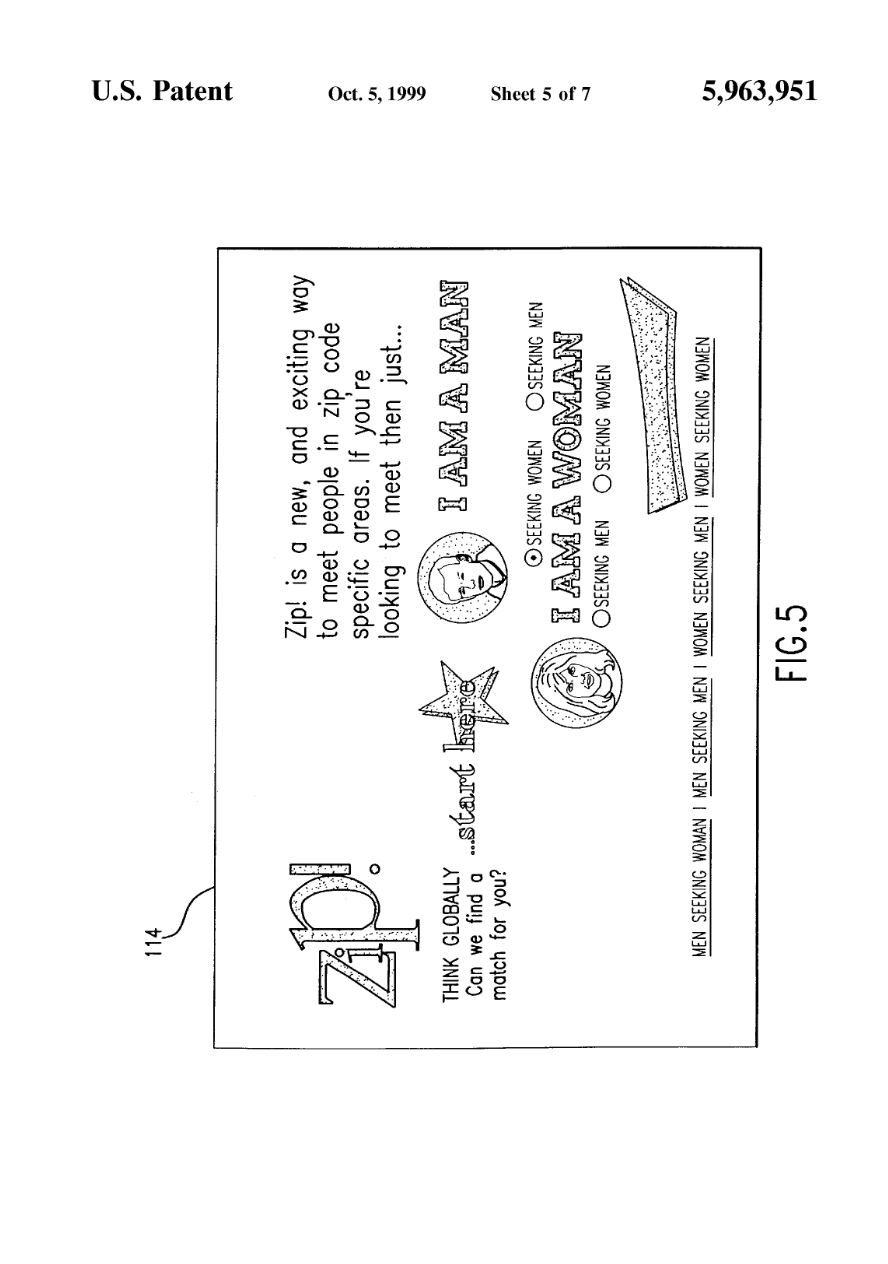 U.S. Patent Oct. 5, 1999 Sheet 5 of 7 5,963,951
114
Zip!
Zip! is a new, and exciting way
to meet people in zip code
specific areas. If you're
looking to meet then just...
THINK GLOBALLY
Can we find a
match for you?
...start here
I AM A MAN
SEEKING WOMEN SEEKING MEN
I AM A WOMAN
SEEKING MEN SEEKING WOMEN
MEN SEEKING WOMAN | MEN SEEKING MEN | WOMEN SEEKING MEN | WOMEN SEEKING WOMEN
FIG.5